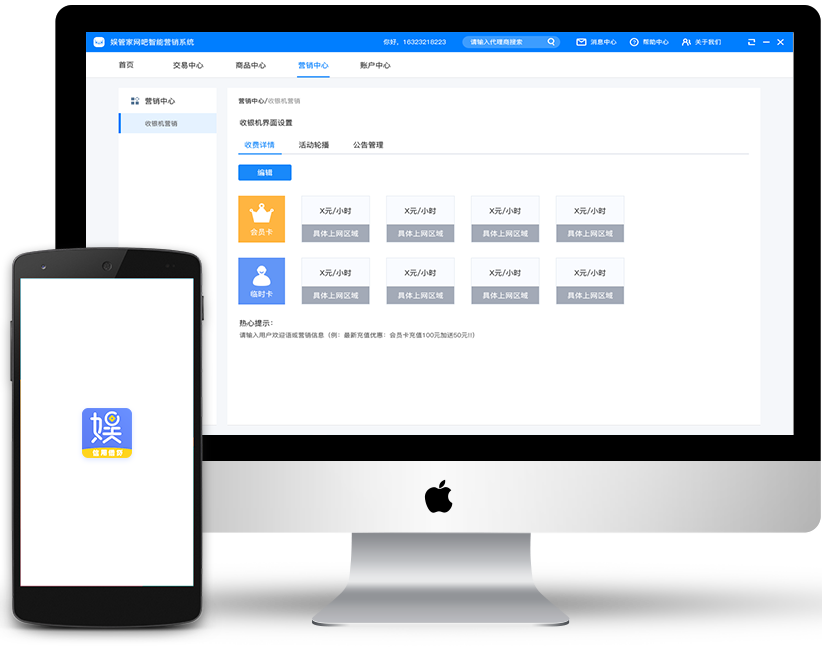 娱管家网吧智能营销系统
你好，16323218223
请输入代理商搜索
消息中心
帮助中心
关于我们
首页
交易中心
商品中心
营销中心
账户中心
营销中心
收银机营销
营销中心/收银机营销
收银机界面设置
收费详情
活动轮播
公告管理
编辑
会员卡
X元/小时
X元/小时
X元/小时
X元/小时
具体上网区域
具体上网区域
具体上网区域
具体上网区域
临时卡
X元/小时
X元/小时
X元/小时
X元/小时
具体上网区域
具体上网区域
具体上网区域
具体上网区域
热心提示：
请输入用户欢迎语或营销信息（例：最新充值优惠：会员卡充值100元加送50元!!）
娱